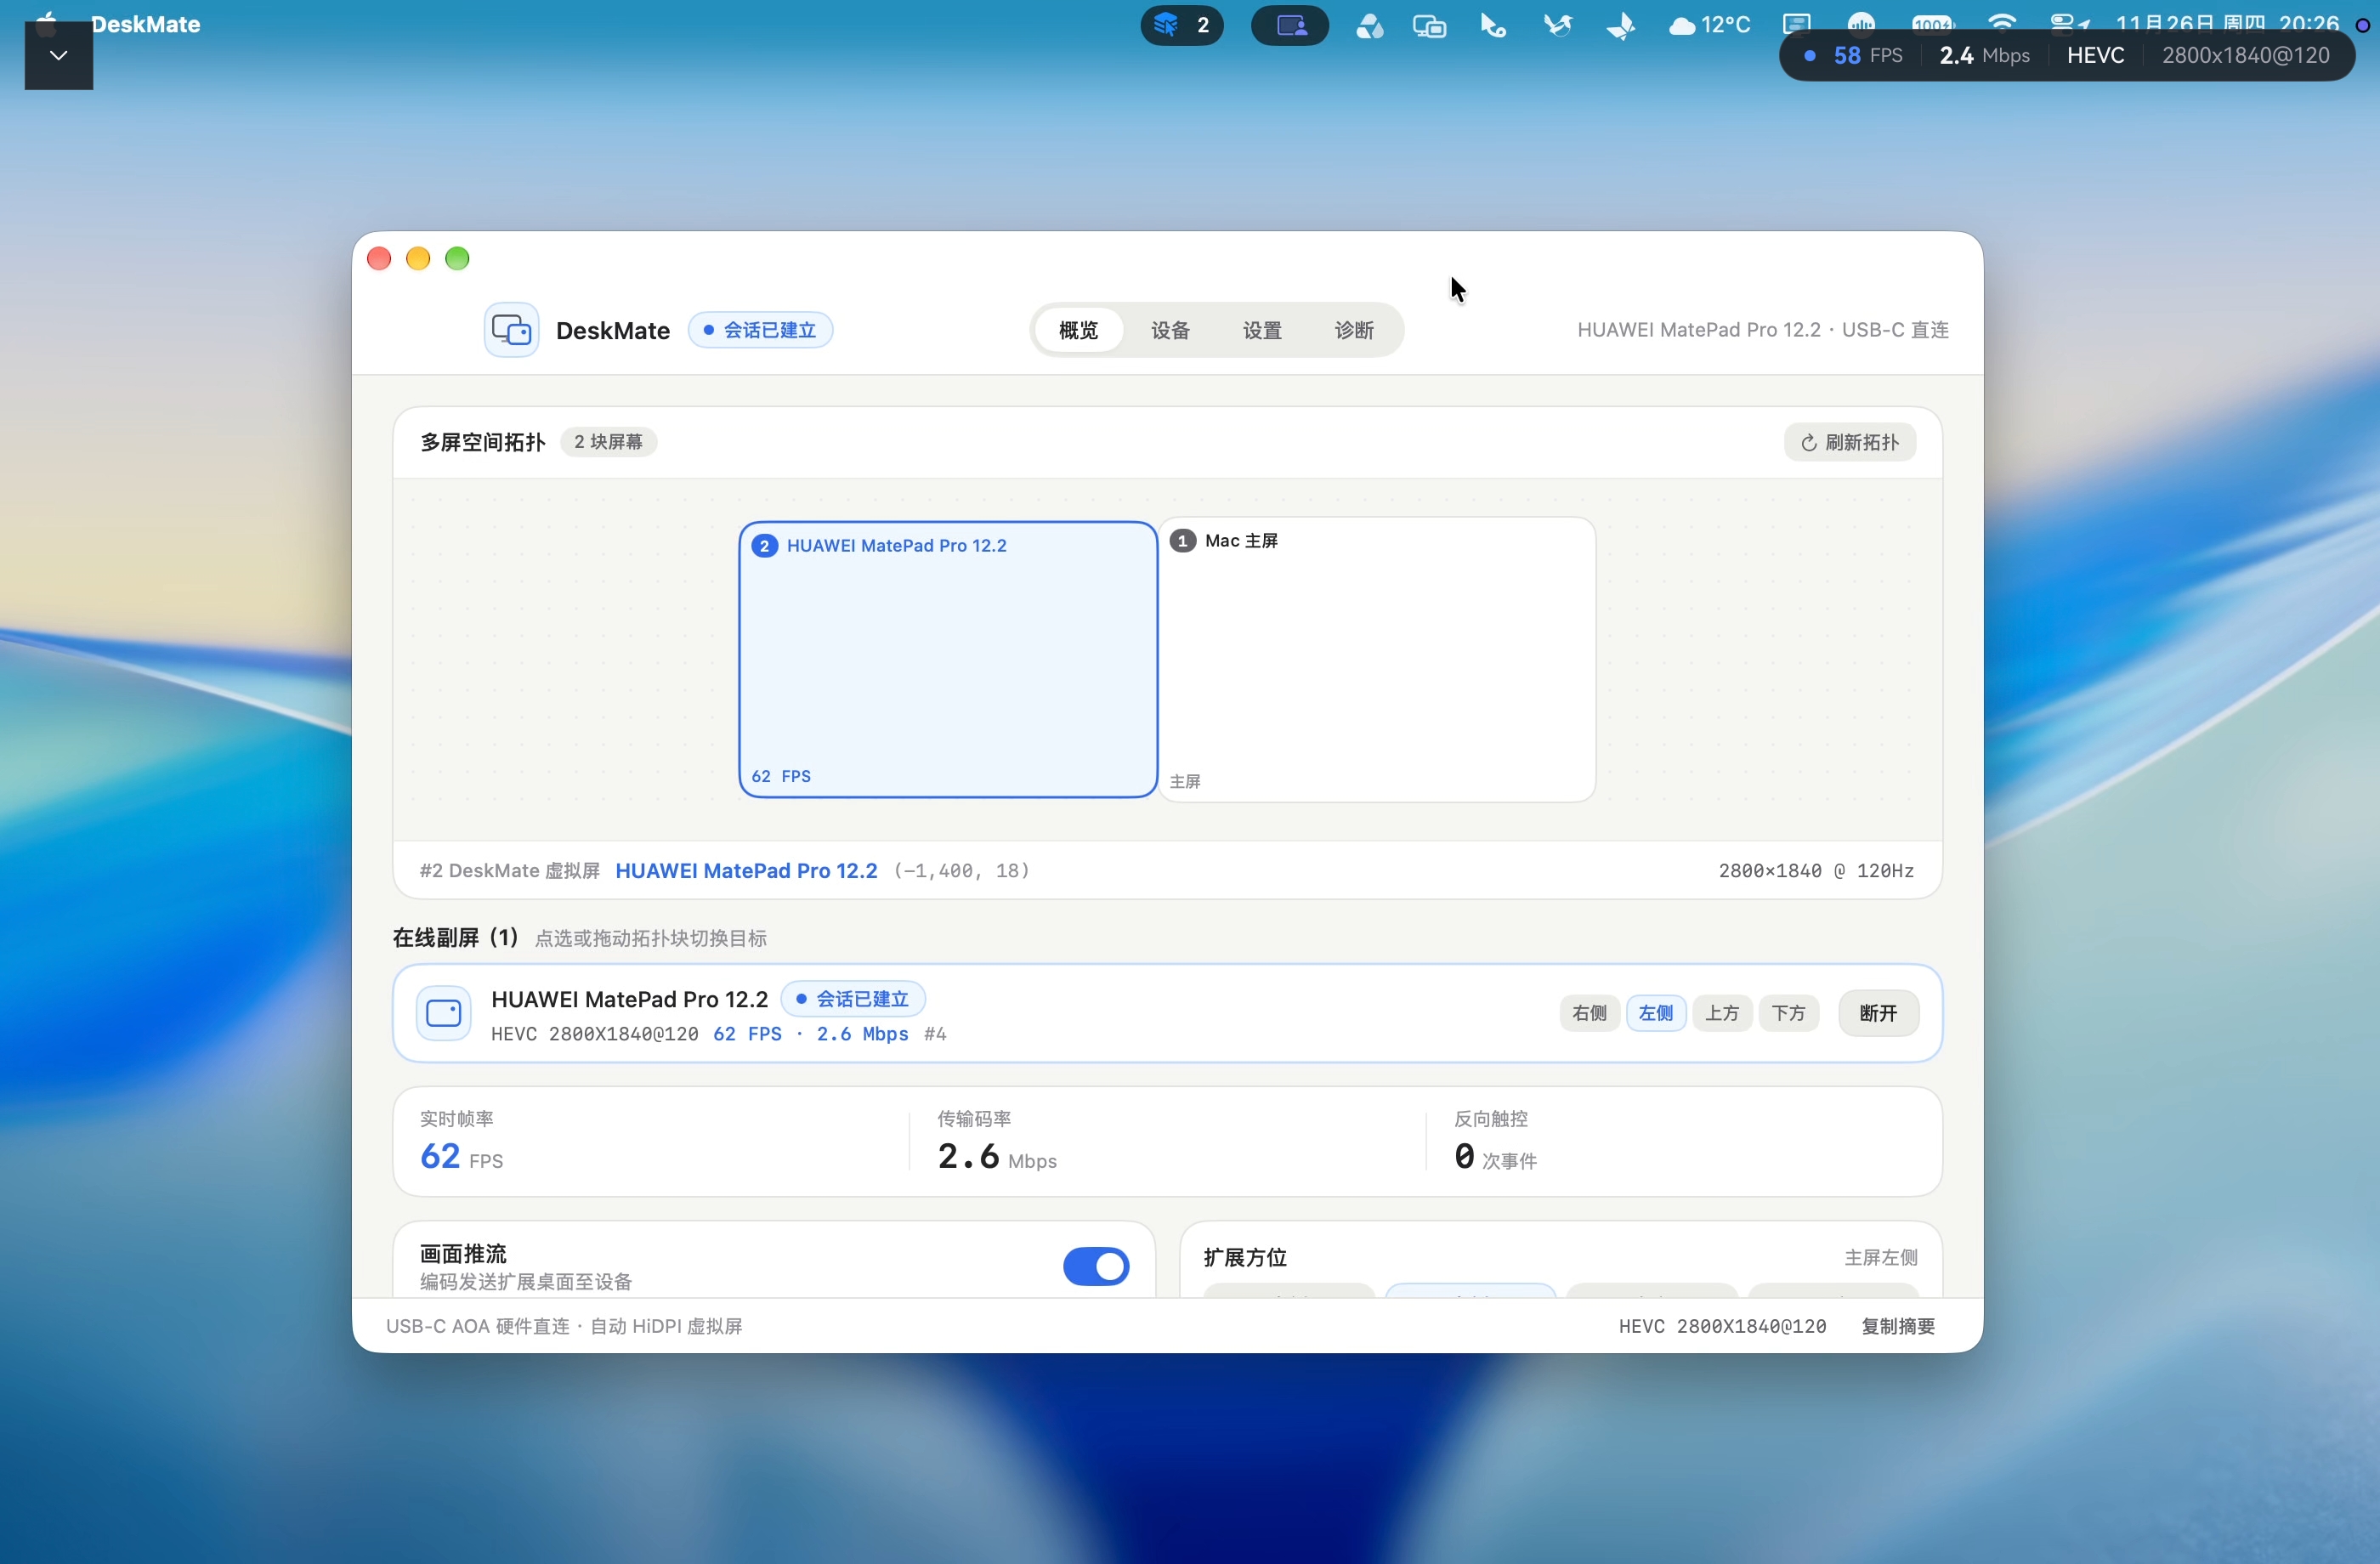 DeskMate
2
12°C
100
11月26日 周四 20:26
58 FPS 2.4 Mbps HEVC 2800x1840@120
DeskMate 会话已建立
概览 设备 设置 诊断
HUAWEI MatePad Pro 12.2 · USB-C 直连
多屏空间拓扑 2 块屏幕
刷新拓扑
2 HUAWEI MatePad Pro 12.2
62 FPS
1 Mac 主屏
主屏
#2 DeskMate 虚拟屏 HUAWEI MatePad Pro 12.2 (−1,400, 18)
2800×1840 @ 120Hz
在线副屏 (1) 点选或拖动拓扑块切换目标
HUAWEI MatePad Pro 12.2 会话已建立
HEVC 2800X1840@120 62 FPS · 2.6 Mbps #4
右侧 左侧 上方 下方 断开
实时帧率
62 FPS
传输码率
2.6 Mbps
反向触控
0 次事件
画面推流
编码发送扩展桌面至设备
扩展方位 主屏左侧
USB-C AOA 硬件直连 · 自动 HiDPI 虚拟屏
HEVC 2800X1840@120 复制摘要